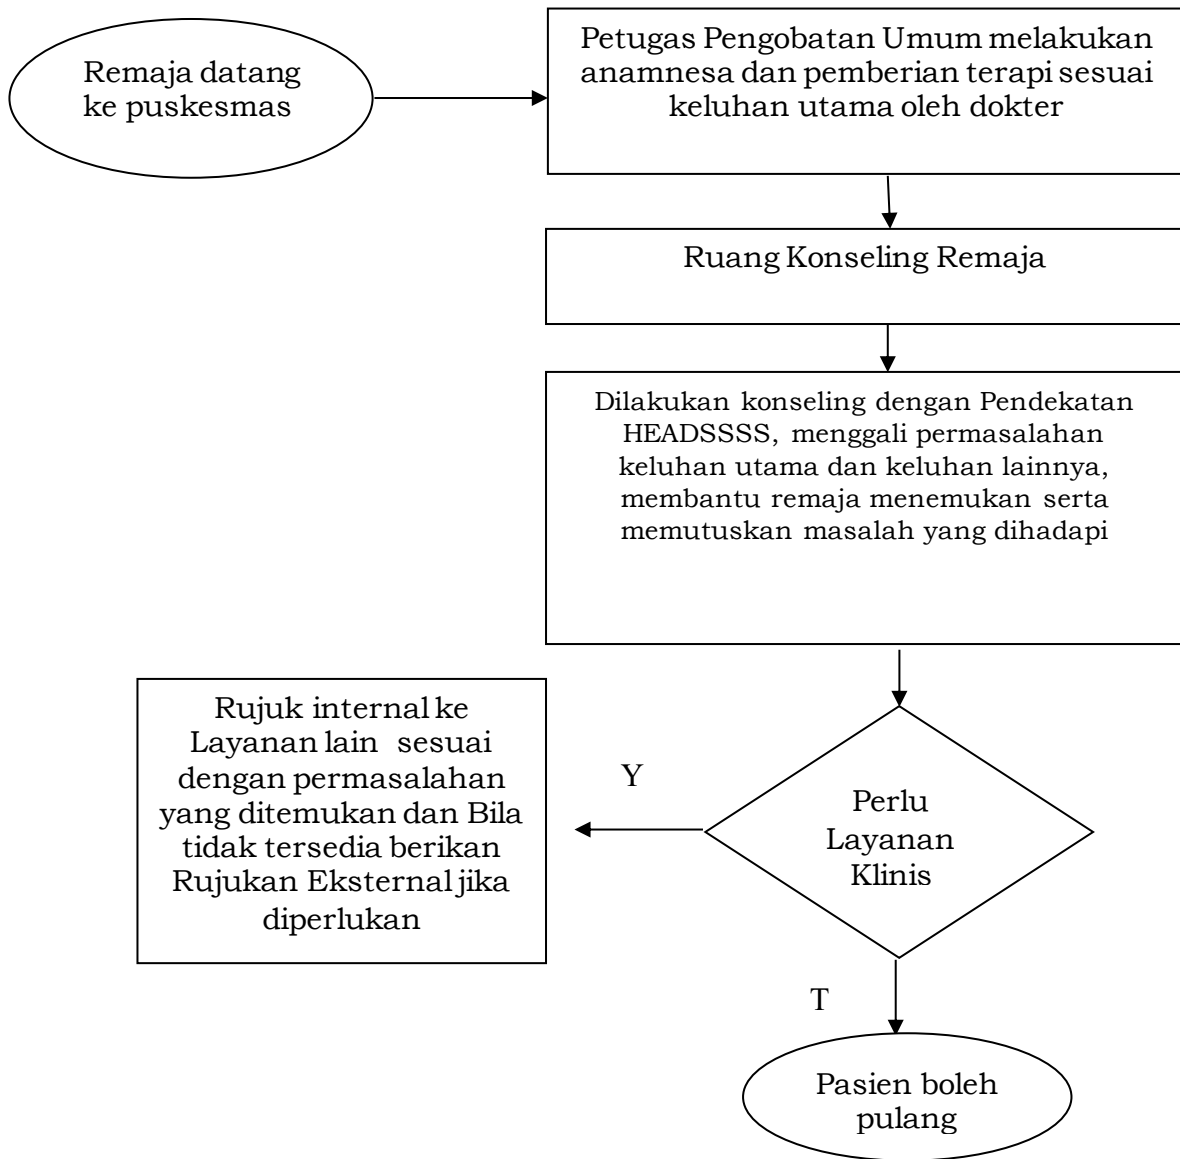 Remaja datang
ke puskesmas
Petugas Pengobatan Umum melakukan
anamnesa dan pemberian terapi sesuai
keluhan utama oleh dokter
Ruang Konseling Remaja
Dilakukan konseling dengan Pendekatan
HEADSSSS, menggali permasalahan
keluhan utama dan keluhan lainnya,
membantu remaja menemukan serta
memutuskan masalah yang dihadapi
Perlu
Layanan
Klinis
Y
Rujuk internal ke
Layanan lain sesuai
dengan permasalahan
yang ditemukan dan Bila
tidak tersedia berikan
Rujukan Eksternal jika
diperlukan
T
Pasien boleh
pulang